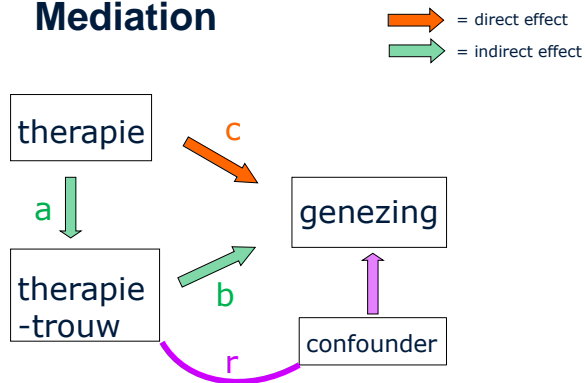 Mediation
= direct effect
= indirect effect
therapie
c
genezing
a
therapie
-trouw
b
confounder
r